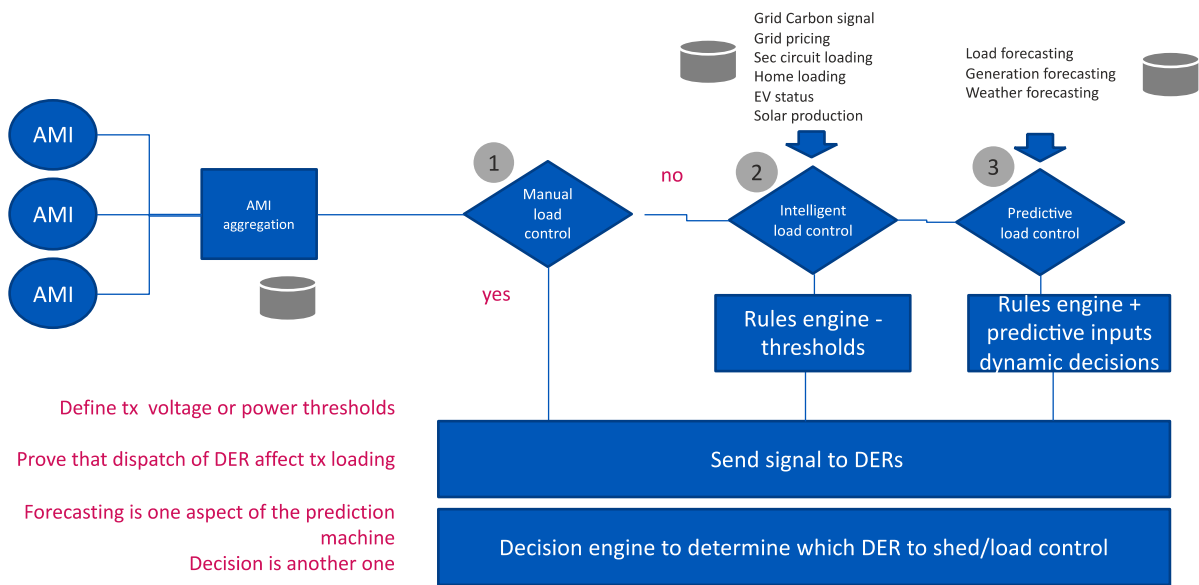 Grid Carbon signal
Grid pricing
Sec circuit loading
Home loading
EV status
Solar production
Load forecasting
Generation forecasting
Weather forecasting
AMI
AMI
AMI
AMI
aggregation
1
Manual
load
control
no
yes
2
Intelligent
load control
3
Predictive
load control
Rules engine -
thresholds
Rules engine +
predictive inputs
dynamic decisions
Define tx voltage or power thresholds
Prove that dispatch of DER affect tx loading
Forecasting is one aspect of the prediction
machine
Decision is another one
Send signal to DERs
Decision engine to determine which DER to shed/load control